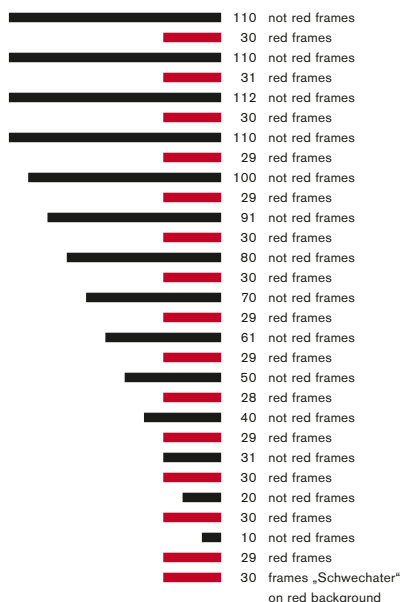 110 not red frames
30 red frames
110 not red frames
31 red frames
112 not red frames
30 red frames
110 not red frames
29 red frames
100 not red frames
29 red frames
91 not red frames
30 red frames
80 not red frames
30 red frames
70 not red frames
29 red frames
61 not red frames
29 red frames
50 not red frames
28 red frames
40 not red frames
29 red frames
31 not red frames
30 red frames
20 not red frames
30 red frames
10 not red frames
29 red frames
30 frames „Schwechater“
on red background